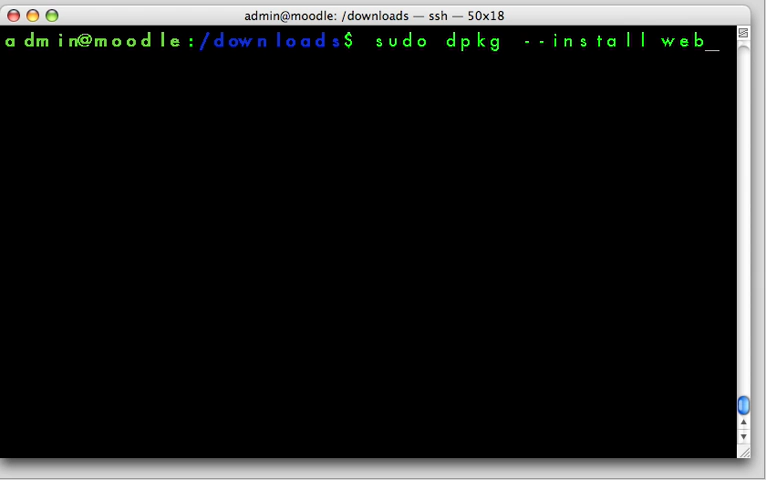 admin@moodle: /downloads — ssh — 50x18
admin@moodle:/downloads$ sudo dpkg --install web_